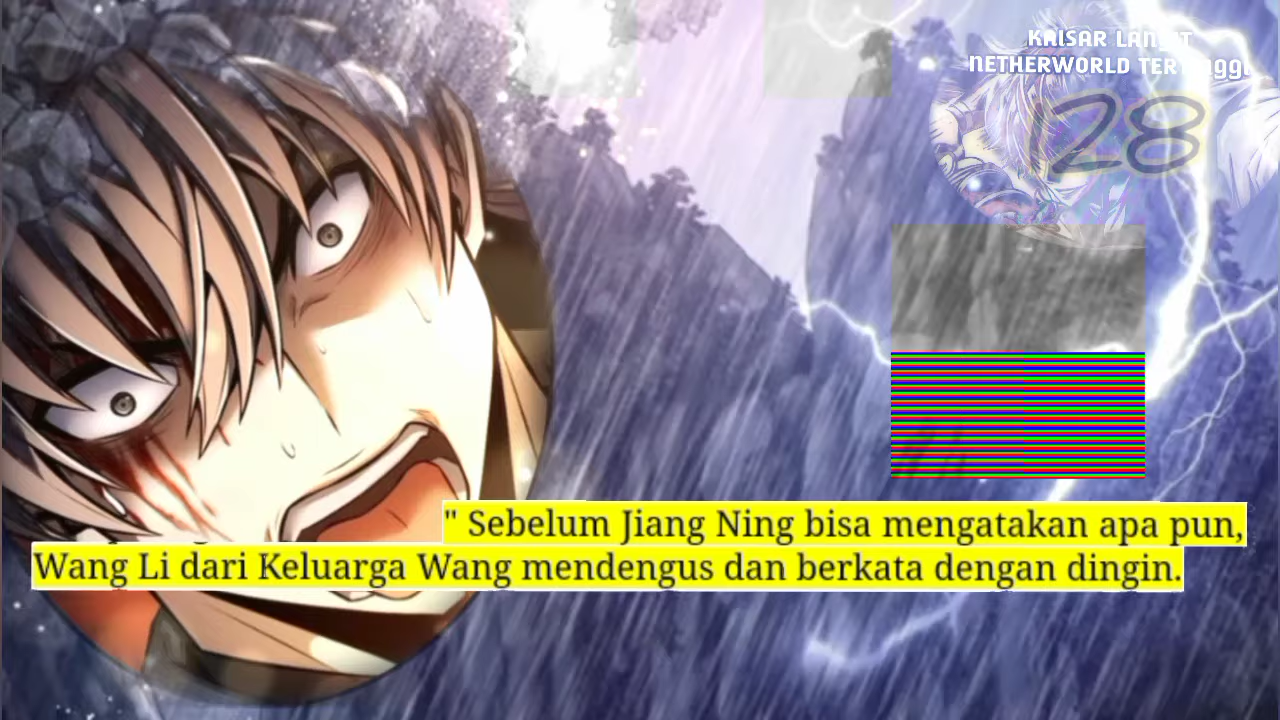 KAISAR LANGIT
NETHERWORLD TERTINGGI
128
" Sebelum Jiang Ning bisa mengatakan apa pun,
Wang Li dari Keluarga Wang mendengus dan berkata dengan dingin.